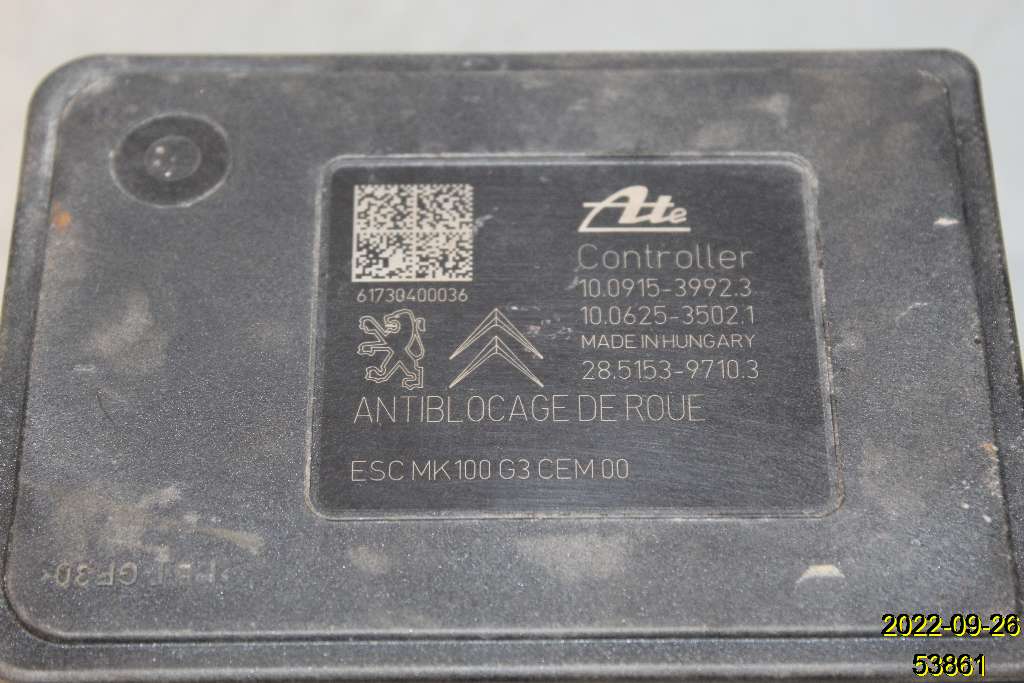 Ate
Controller
10.0915-3992.3
10.0625-3502.1
MADE IN HUNGARY
28.5153-9710.3
61730400036
ANTIBLOCAGE DE ROUE
ESC MK100 G3 CEM 00
GF30
2022-09-26
53861